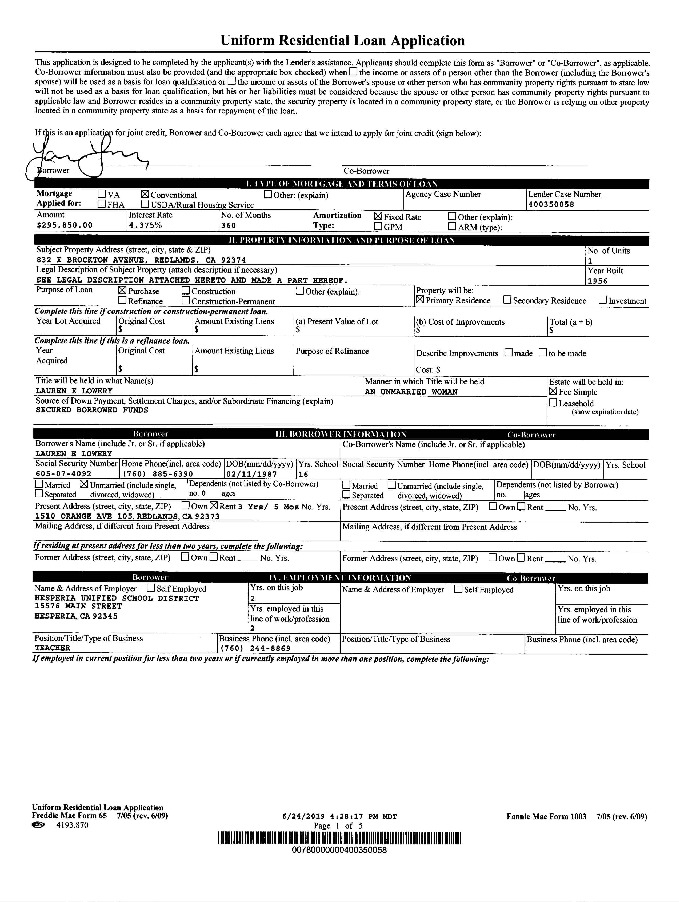 Uniform Residential Loan Application
This application is designed to be completed by the applicant(s) with the Lender's assistance. Applicants should complete this form as "Borrower" or "Co-Borrower", as applicable.
Co-Borrower information must also be provided (and the appropriate box checked) when ☐ the income or assets of a person other than the Borrower (including the Borrower's
spouse) will be used as a basis for loan qualification or ☐ the income or assets of the Borrower's spouse or other person who has community property rights pursuant to state law
will not be used as a basis for loan qualification, but his or her liabilities must be considered because the spouse or other person has community property rights pursuant to
applicable law and Borrower resides in a community property state, the security property is located in a community property state, or the Borrower is relying on other property
located in a community property state as a basis for repayment of the loan.
If this is an application for joint credit, Borrower and Co-Borrower each agree that we intend to apply for joint credit (sign below):
Borrower Co-Borrower
I. TYPE OF MORTGAGE AND TERMS OF LOAN
Mortgage ☐ VA ☒ Conventional ☐ Other: (explain) Agency Case Number Lender Case Number
Applied for: ☐ FHA ☐ USDA/Rural Housing Service 400350058
Amount Interest Rate No. of Months Amortization ☒ Fixed Rate ☐ Other (explain):
$295,850.00 4.375% 360 Type: ☐ GPM ☐ ARM (type):
II. PROPERTY INFORMATION AND PURPOSE OF LOAN
Subject Property Address (street, city, state & ZIP) No. of Units
832 E BROCKTON AVENUE, REDLANDS, CA 92374 1
Legal Description of Subject Property (attach description if necessary) Year Built
SEE LEGAL DESCRIPTION ATTACHED HERETO AND MADE A PART HEREOF. 1956
Purpose of Loan ☒ Purchase ☐ Construction ☐ Other (explain): Property will be:
☐ Refinance ☐ Construction-Permanent ☒ Primary Residence ☐ Secondary Residence ☐ Investment
Complete this line if construction or construction-permanent loan.
Year Lot Acquired Original Cost Amount Existing Liens (a) Present Value of Lot (b) Cost of Improvements Total (a + b)
$ $ $ $ $
Complete this line if this is a refinance loan.
Year Original Cost Amount Existing Liens Purpose of Refinance Describe Improvements ☐ made ☐ to be made
Acquired
$ $ Cost: $
Title will be held in what Name(s) Manner in which Title will be held Estate will be held in:
LAUREN E LOWERY AN UNMARRIED WOMAN ☒ Fee Simple
Source of Down Payment, Settlement Charges, and/or Subordinate Financing (explain) ☐ Leasehold
SECURED BORROWED FUNDS (show expiration date)
Borrower III. BORROWER INFORMATION Co-Borrower
Borrower's Name (include Jr. or Sr. if applicable) Co-Borrower's Name (include Jr. or Sr. if applicable)
LAUREN E LOWERY
Social Security Number Home Phone(incl. area code) DOB(mm/dd/yyyy) Yrs. School Social Security Number Home Phone(incl. area code) DOB(mm/dd/yyyy) Yrs. School
605-07-4092 (760) 885-6390 02/11/1987 16
☐ Married ☒ Unmarried (include single, Dependents (not listed by Co-Borrower) ☐ Married ☐ Unmarried (include single, Dependents (not listed by Borrower)
☐ Separated divorced, widowed) no. 0 ages ☐ Separated divorced, widowed) no. ages
Present Address (street, city, state, ZIP) ☐ Own ☒ Rent 3 Yrs/ 5 Mos No. Yrs. Present Address (street, city, state, ZIP) ☐ Own ☐ Rent No. Yrs.
1510 ORANGE AVE 105, REDLANDS, CA 92373
Mailing Address, if different from Present Address Mailing Address, if different from Present Address
If residing at present address for less than two years, complete the following:
Former Address (street, city, state, ZIP) ☐ Own ☐ Rent No. Yrs. Former Address (street, city, state, ZIP) ☐ Own ☐ Rent No. Yrs.
Borrower IV. EMPLOYMENT INFORMATION Co-Borrower
Name & Address of Employer ☐ Self Employed Yrs. on this job Name & Address of Employer ☐ Self Employed Yrs. on this job
HESPERIA UNIFIED SCHOOL DISTRICT 2
15576 MAIN STREET Yrs. employed in this Yrs. employed in this
HESPERIA, CA 92345 line of work/profession line of work/profession
2
Position/Title/Type of Business Business Phone (incl. area code) Position/Title/Type of Business Business Phone (incl. area code)
TEACHER (760) 244-8869
If employed in current position for less than two years or if currently employed in more than one position, complete the following:
Uniform Residential Loan Application
Freddie Mac Form 65 7/05 (rev. 6/09) 6/24/2019 4:28:17 PM MDT Fannie Mae Form 1003 7/05 (rev. 6/09)
4193.870 Page 1 of 5
00780000000400350058